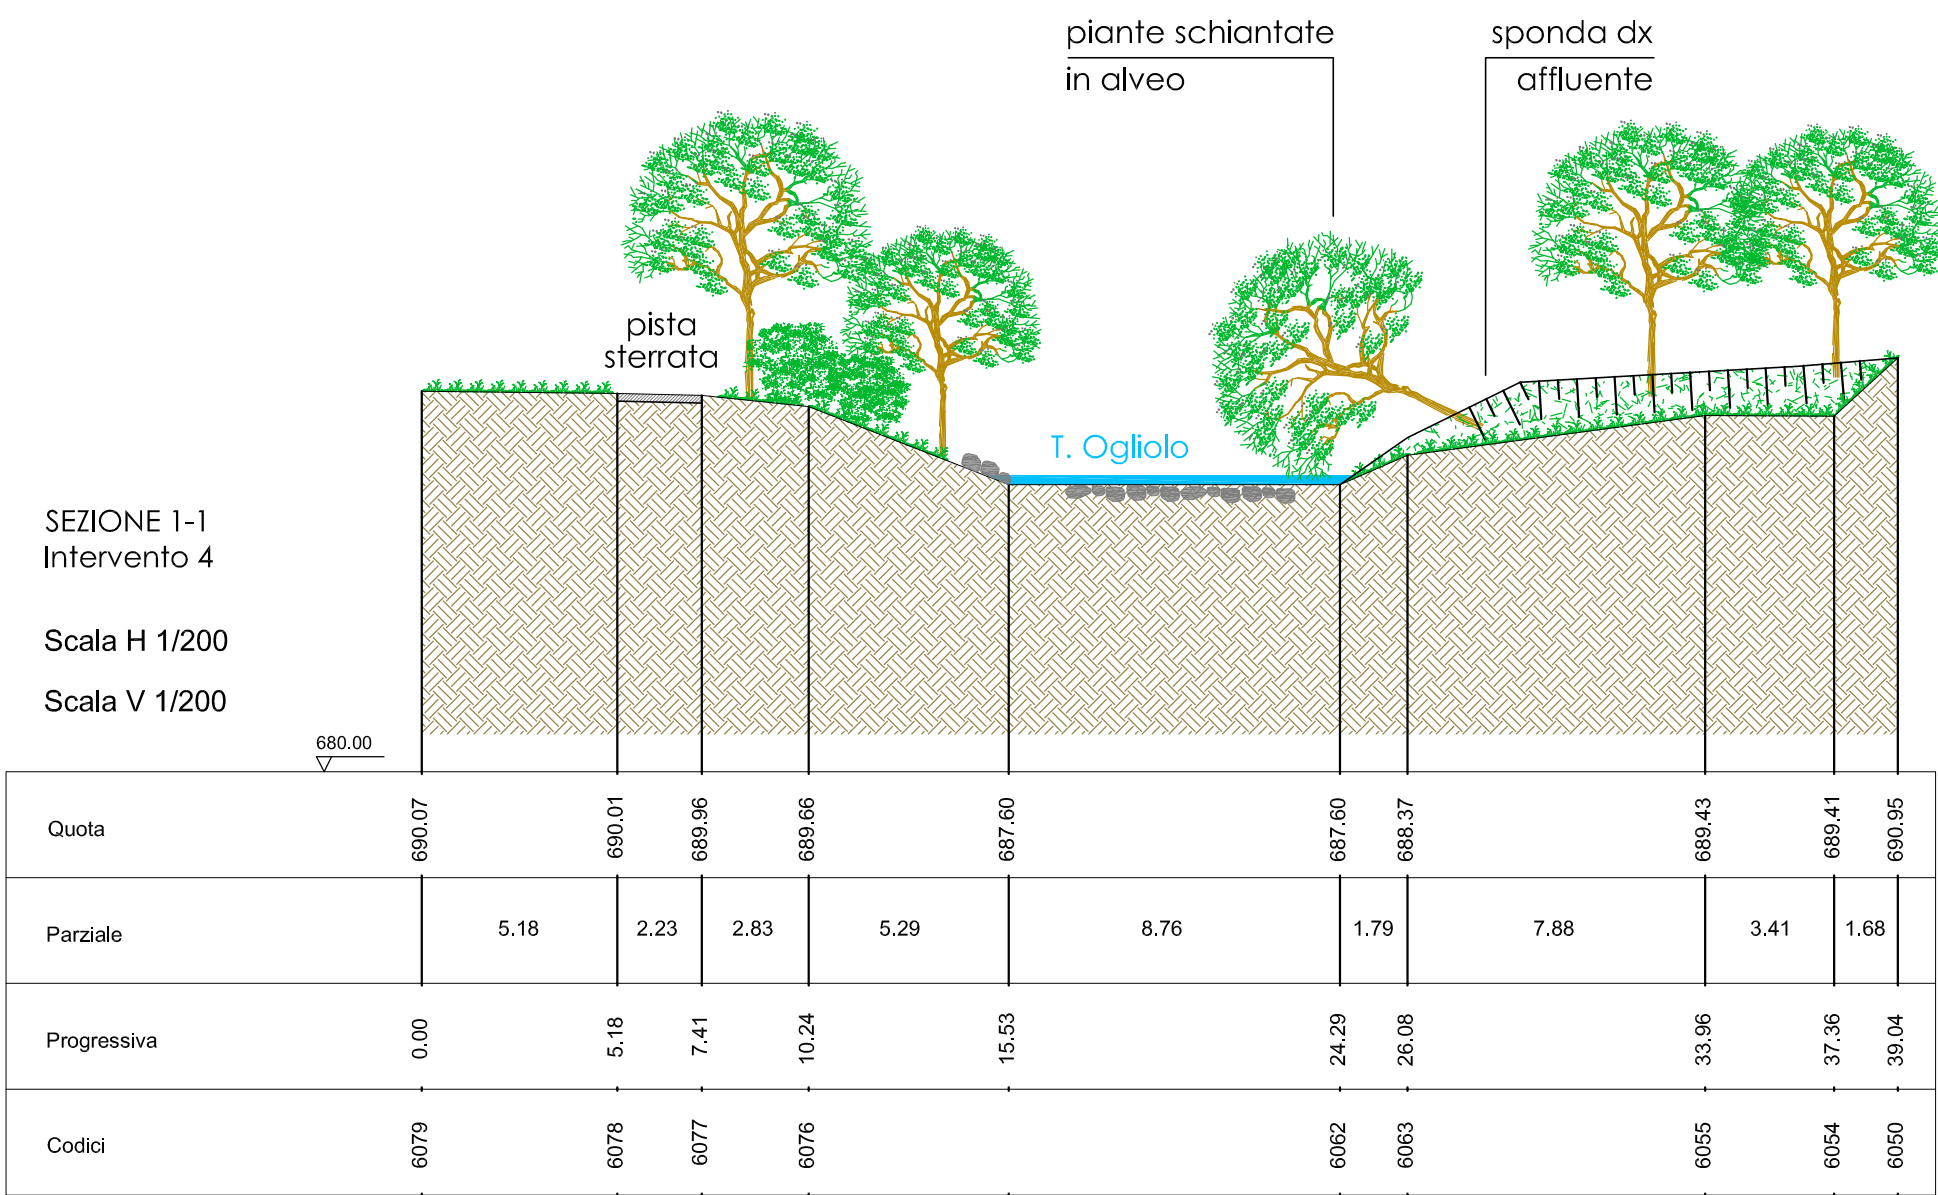 piante schiantate
in alveo
sponda dx
affluente
pista
sterrata
T. Ogliolo
SEZIONE 1-1
Intervento 4
Scala H 1/200
Scala V 1/200
680.00
Quota
690.07
690.01
689.96
689.66
687.60
687.60
688.37
689.43
689.41
690.95
Parziale
5.18
2.23
2.83
5.29
8.76
1.79
7.88
3.41
1.68
Progressiva
0.00
5.18
7.41
10.24
15.53
24.29
26.08
33.96
37.36
39.04
Codici
6079
6078
6077
6076
6062
6063
6055
6054
6050